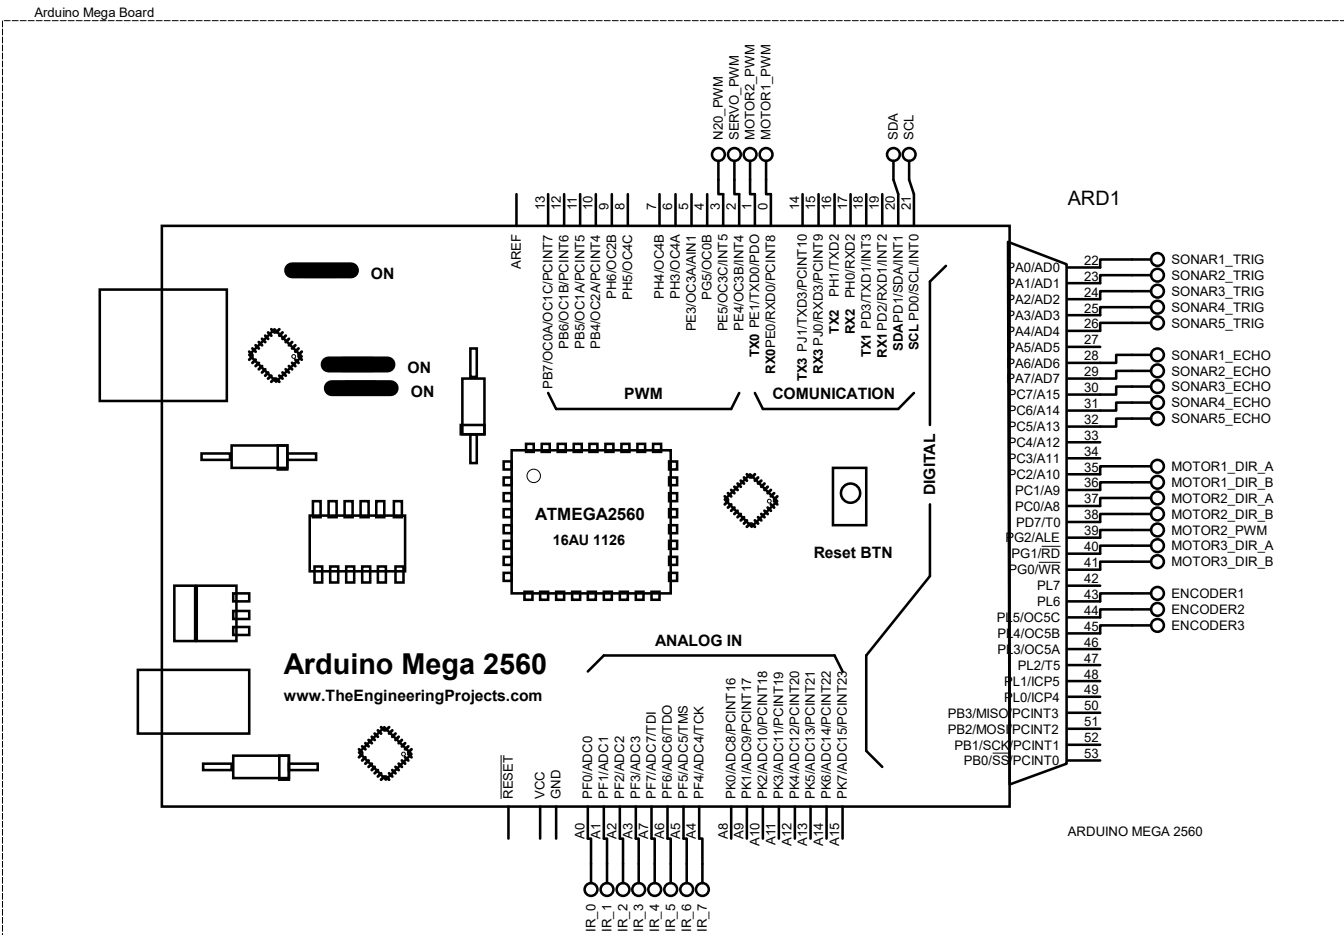 Arduino Mega Board
N20_PWM
SERVO_PWM
MOTOR2_PWM
MOTOR1_PWM
SDA
SCL
ARD1
AREF
13 PB7/OC0A/OC1C/PCINT7
12 PB6/OC1B/PCINT6
11 PB5/OC1A/PCINT5
10 PB4/OC2A/PCINT4
9 PH6/OC2B
8 PH5/OC4C
7 PH4/OC4B
6 PH3/OC4A
5 PE3/OC3A/AIN1
4 PG5/OC0B
3 PE5/OC3C/INT5
2 PE4/OC3B/INT4
1 TX0 PE1/TXD0/PDO
0 RX0 PE0/RXD0/PCINT8
14 TX3 PJ1/TXD3/PCINT10
15 RX3 PJ0/RXD3/PCINT9
16 TX2 PH1/TXD2
17 RX2 PH0/RXD2
18 TX1 PD3/TXD1/INT3
19 RX1 PD2/RXD1/INT2
20 SDA PD1/SDA/INT1
21 SCL PD0/SCL/INT0
PWM
COMUNICATION
ON
ON
ON
DIGITAL
ATMEGA2560
16AU 1126
Reset BTN
ANALOG IN
Arduino Mega 2560
www.TheEngineeringProjects.com
PA0/AD0 22 SONAR1_TRIG
PA1/AD1 23 SONAR2_TRIG
PA2/AD2 24 SONAR3_TRIG
PA3/AD3 25 SONAR4_TRIG
PA4/AD4 26 SONAR5_TRIG
PA5/AD5 27
PA6/AD6 28 SONAR1_ECHO
PA7/AD7 29 SONAR2_ECHO
PC7/A15 30 SONAR3_ECHO
PC6/A14 31 SONAR4_ECHO
PC5/A13 32 SONAR5_ECHO
PC4/A12 33
PC3/A11 34
PC2/A10 35 MOTOR1_DIR_A
PC1/A9 36 MOTOR1_DIR_B
PC0/A8 37 MOTOR2_DIR_A
PD7/T0 38 MOTOR2_DIR_B
PG2/ALE 39 MOTOR2_PWM
PG1/RD 40 MOTOR3_DIR_A
PG0/WR 41 MOTOR3_DIR_B
PL7 42
PL6 43 ENCODER1
PL5/OC5C 44 ENCODER2
PL4/OC5B 45 ENCODER3
PL3/OC5A 46
PL2/T5 47
PL1/ICP5 48
PL0/ICP4 49
PB3/MISO/PCINT3 50
PB2/MOSI/PCINT2 51
PB1/SCK/PCINT1 52
PB0/SS/PCINT0 53
RESET
VCC
GND
PF0/ADC0 A0 IR_0
PF1/ADC1 A1 IR_1
PF2/ADC2 A2 IR_2
PF3/ADC3 A3 IR_3
PF7/ADC7/TDI A7 IR_4
PF6/ADC6/TDO A6 IR_5
PF5/ADC5/TMS A5 IR_6
PF4/ADC4/TCK A4 IR_7
PK0/ADC8/PCINT16 A8
PK1/ADC9/PCINT17 A9
PK2/ADC10/PCINT18 A10
PK3/ADC11/PCINT19 A11
PK4/ADC12/PCINT20 A12
PK5/ADC13/PCINT21 A13
PK6/ADC14/PCINT22 A14
PK7/ADC15/PCINT23 A15
ARDUINO MEGA 2560